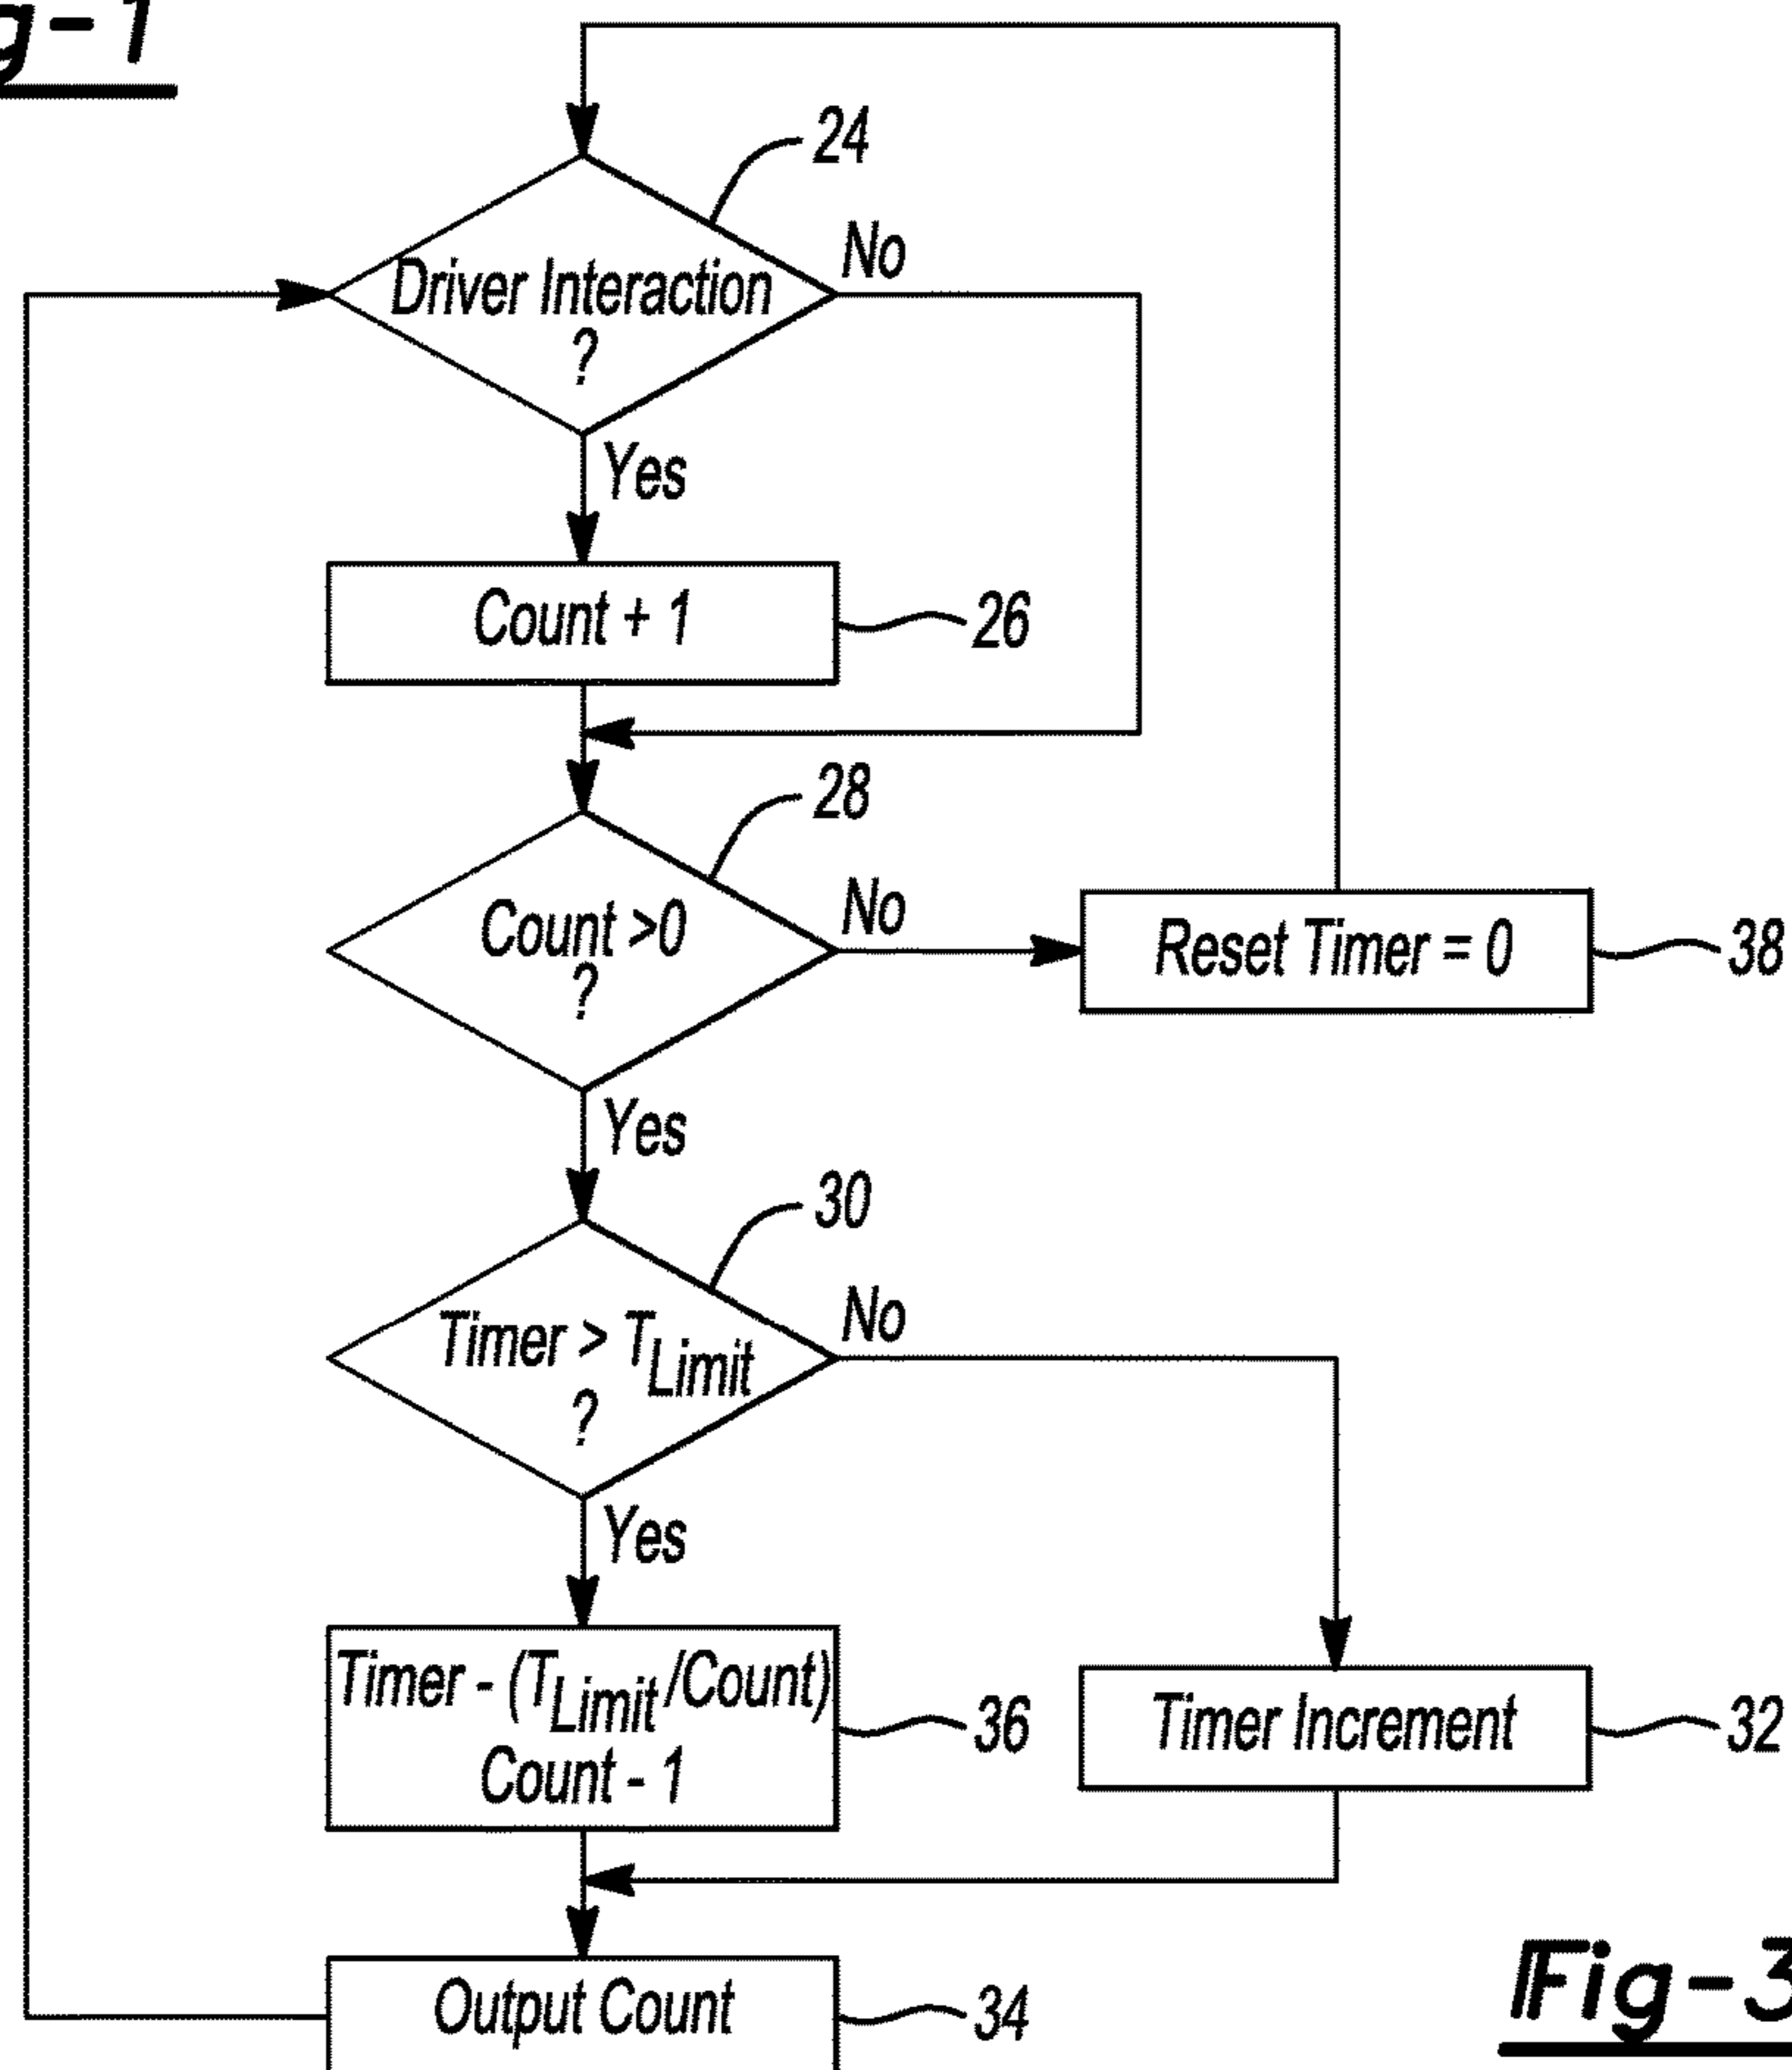 g-1
24
No
Driver Interaction
?
Yes
Count + 1
26
28
No
Count >0
?
Reset Timer = 0
38
Yes
30
No
Timer > TLimit
?
Yes
Timer - (TLimit/Count)
Count - 1
36
Timer Increment
32
Output Count
34
Fig-3